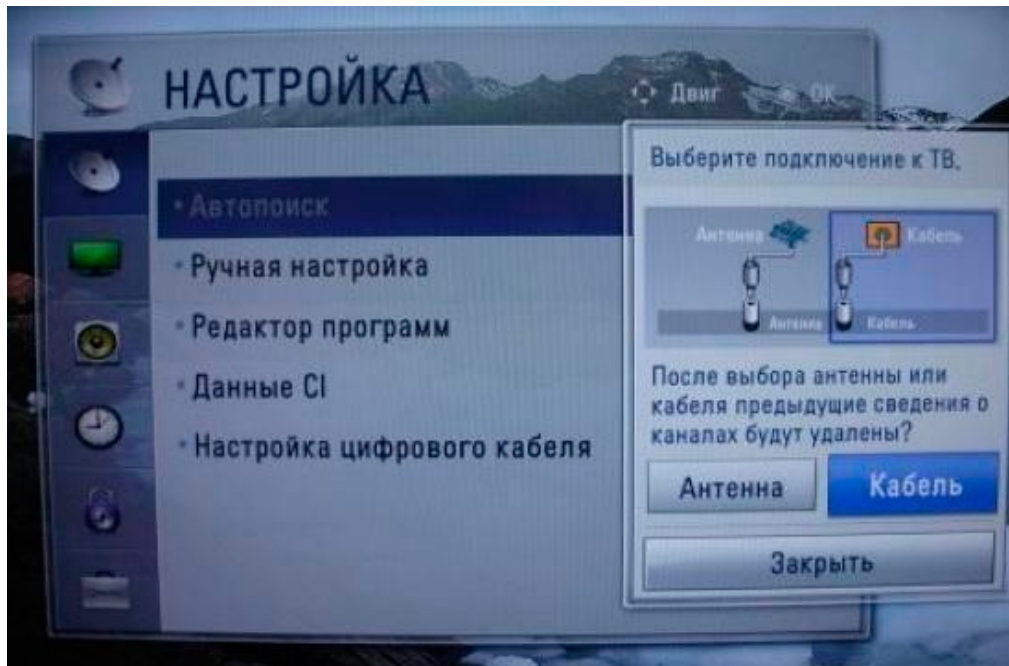 НАСТРОЙКА
Двиг
ОК
Автопоиск
Ручная настройка
Редактор программ
Данные CI
Настройка цифрового кабеля
Выберите подключение к ТВ.
Антенна
Кабель
Антенна
Кабель
После выбора антенны или
кабеля предыдущие сведения о
каналах будут удалены?
Антенна
Кабель
Закрыть